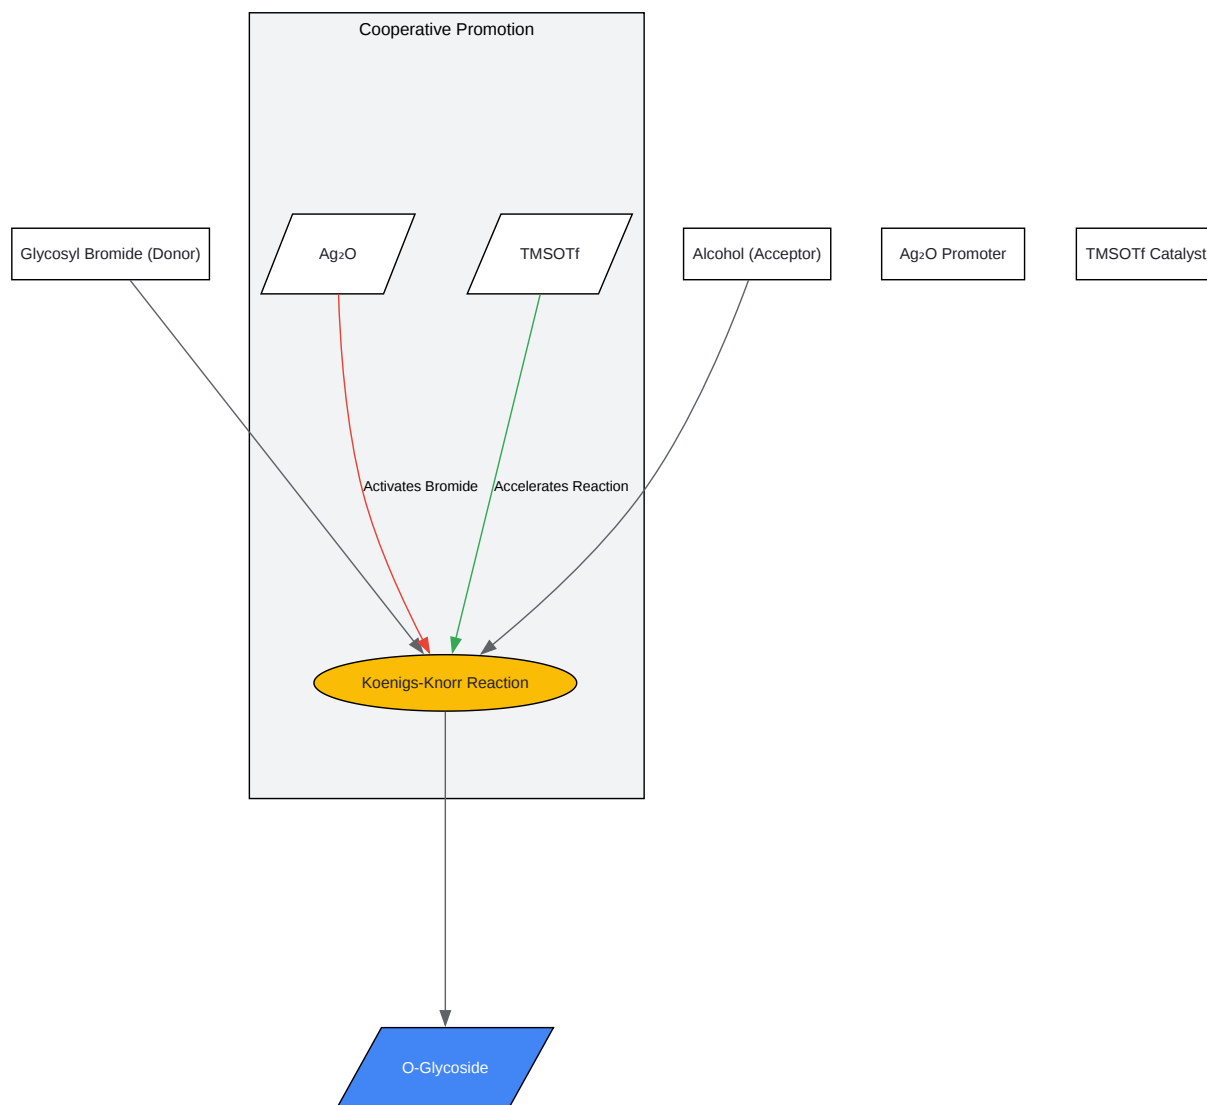 Cooperative Promotion
Glycosyl Bromide (Donor)
Ag₂O
TMSOTf
Alcohol (Acceptor)
Ag₂O Promoter
TMSOTf Catalyst
Activates Bromide
Accelerates Reaction
Koenigs-Knorr Reaction
O-Glycoside